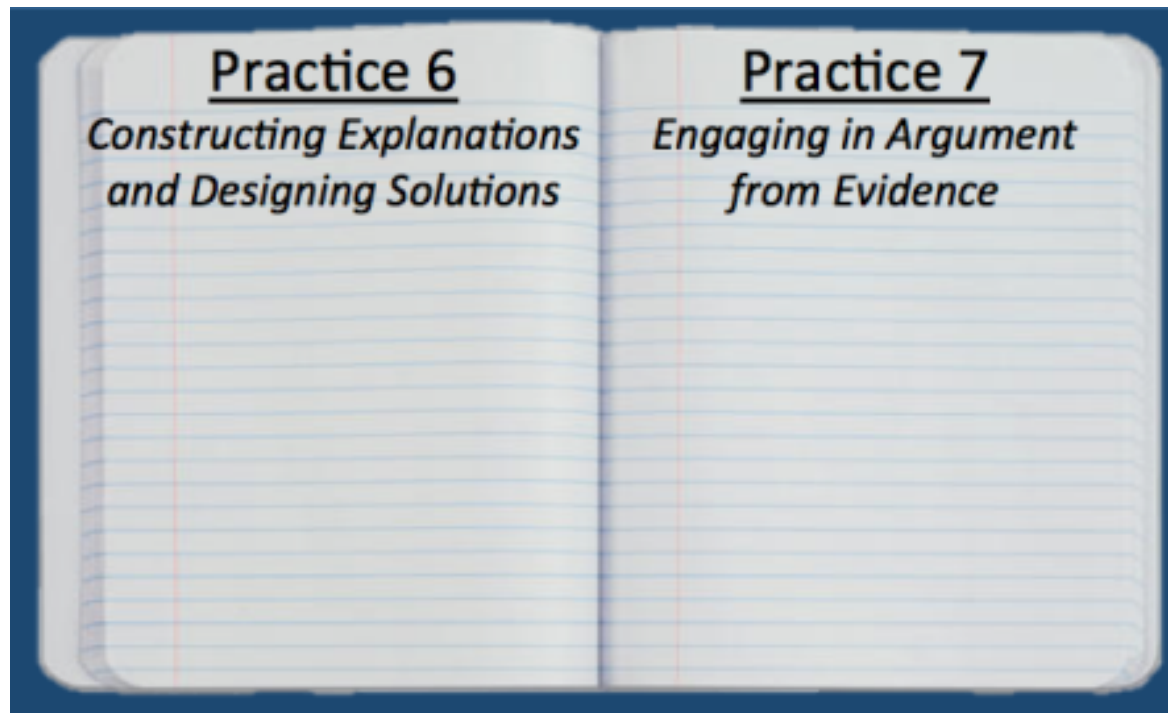 Practice 6
Constructing Explanations
and Designing Solutions
Practice 7
Engaging in Argument
from Evidence